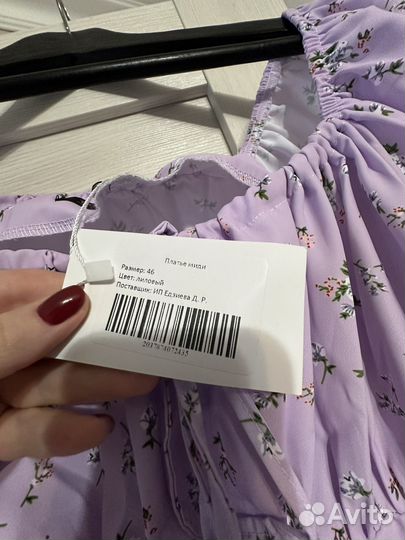 Платье миди
Размер: 46
Цвет: лиловый
Поставщик: ИП Едзиева Д. Р.
2037874072435
Avito